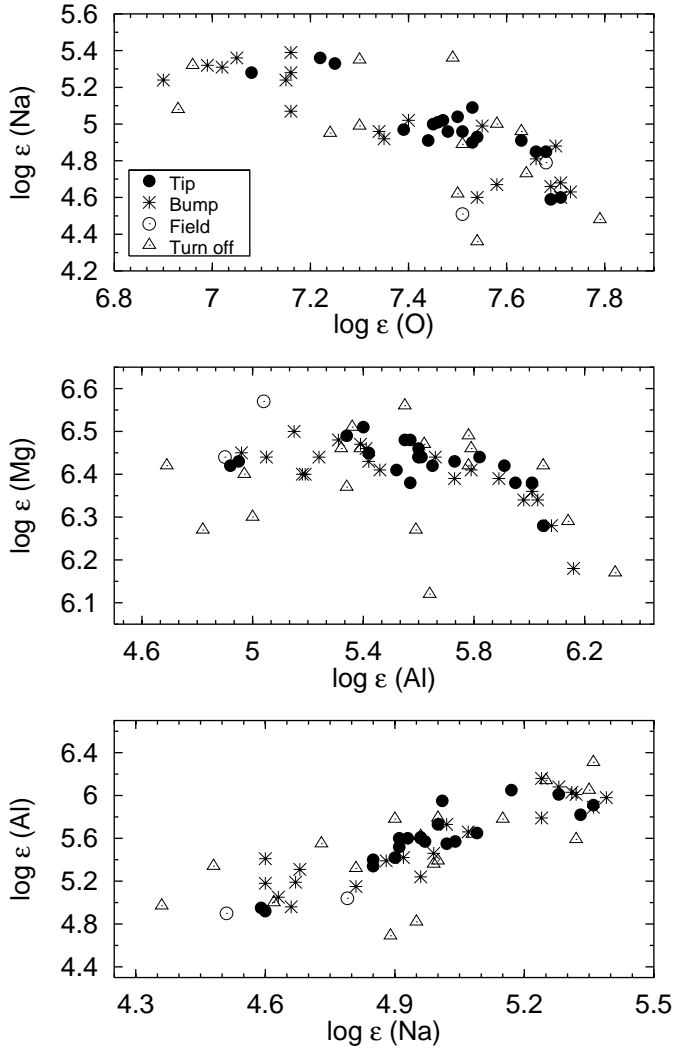 5.6
5.4
5.2
5
4.8
4.6
4.4
4.2
log ε (Na)
Tip
Bump
Field
Turn off
6.8 7 7.2 7.4 7.6 7.8
log ε (O)
6.6
6.5
6.4
6.3
6.2
6.1
log ε (Mg)
4.6 5 5.4 5.8 6.2
log ε (Al)
6.4
6
5.6
5.2
4.8
4.4
log ε (Al)
4.3 4.6 4.9 5.2 5.5
log ε (Na)